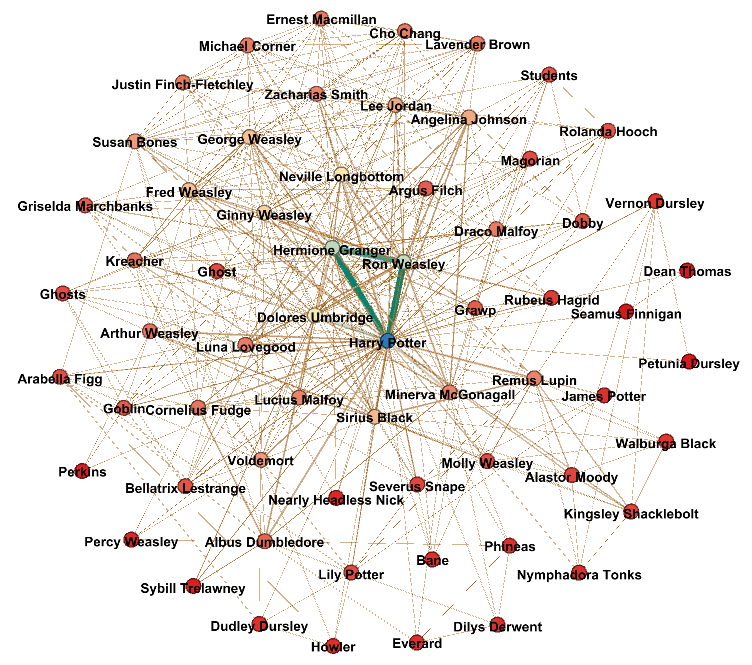 Ernest Macmillan
Cho Chang
Michael Corner
Lavender Brown
Students
Justin Finch-Fletchley
Zacharias Smith
Lee Jordan
Angelina Johnson
Rolanda Hooch
Susan Bones
George Weasley
Magorian
Neville Longbottom
Argus Filch
Fred Weasley
Vernon Dursley
Griselda Marchbanks
Ginny Weasley
Dobby
Draco Malfoy
Hermione Granger
Kreacher
Ron Weasley
Ghost
Dean Thomas
Ghosts
Rubeus Hagrid
Grawp
Seamus Finnigan
Dolores Umbridge
Arthur Weasley
Harry Potter
Luna Lovegood
Petunia Dursley
Arabella Figg
Remus Lupin
Minerva McGonagall
James Potter
Lucius Malfoy
Goblin
Cornelius Fudge
Sirius Black
Walburga Black
Voldemort
Molly Weasley
Perkins
Alastor Moody
Bellatrix Lestrange
Severus Snape
Nearly Headless Nick
Kingsley Shacklebolt
Percy Weasley
Albus Dumbledore
Phineas
Bane
Lily Potter
Nymphadora Tonks
Sybill Trelawney
Dudley Dursley
Dilys Derwent
Everard
Howler